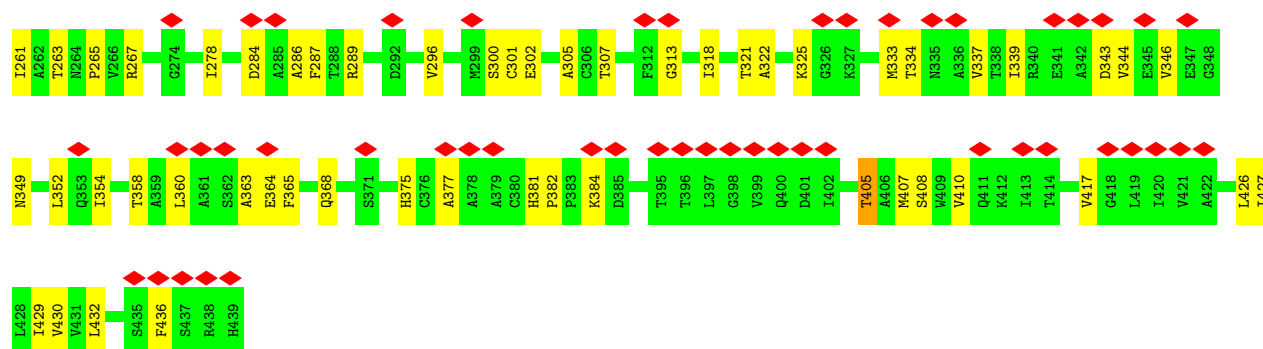 I261 A262 T263 N264 P265 V266 R267 G274 I278 D284 A285 A286 F287 T288 R289 D292 V296 M299 S300 C301 E302 A305 C306 T307 F312 G313 I318 T321 A322 K325 G326 K327 M333 T334 N335 A336 V337 T338 I339 R340 E341 A342 D343 V344 E345 V346 E347 G348
N349 L352 Q353 I354 T358 A359 L360 A361 S362 A363 E364 F365 Q368 S371 H375 C376 A377 A378 A379 C380 H381 P382 P383 K384 D385 T395 T396 L397 G398 V399 Q400 D401 I402 T405 A406 M407 S408 W409 V410 Q411 K412 I413 T414 V417 G418 L419 I420 V421 A422 L426
L428 I429 V430 V431 L432 S435 F436 S437 R438 H439